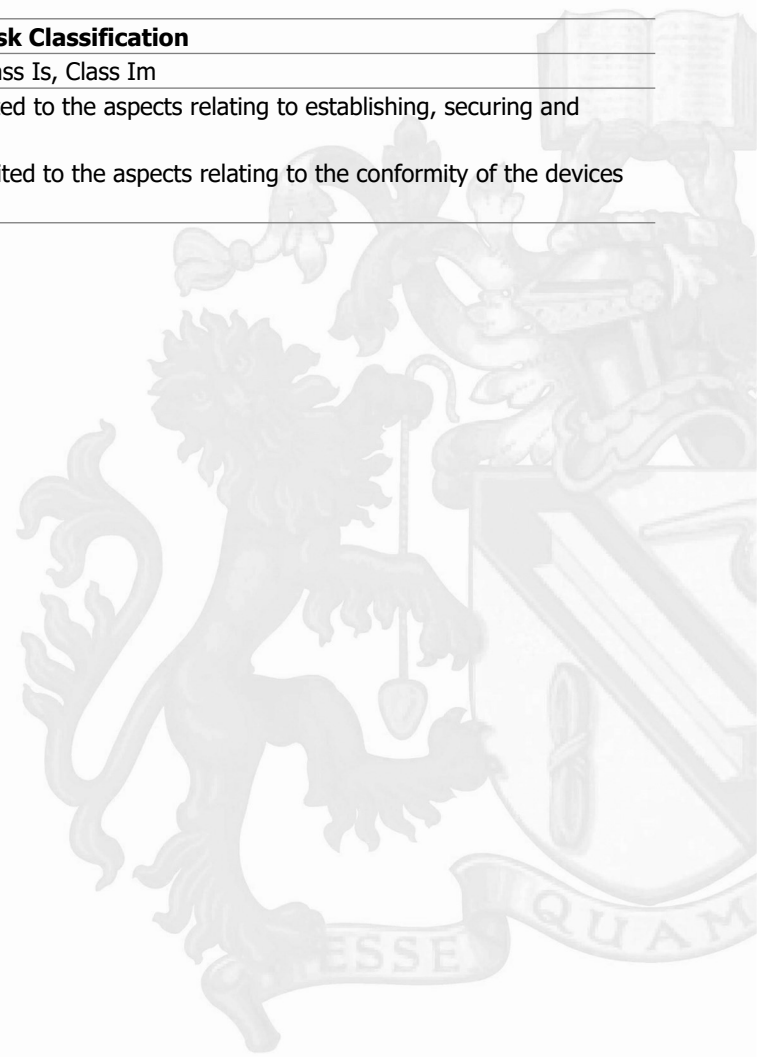 sk Classification
ass Is, Class Im
ed to the aspects relating to establishing, securing and
ited to the aspects relating to the conformity of the devices
ESSE QUAM